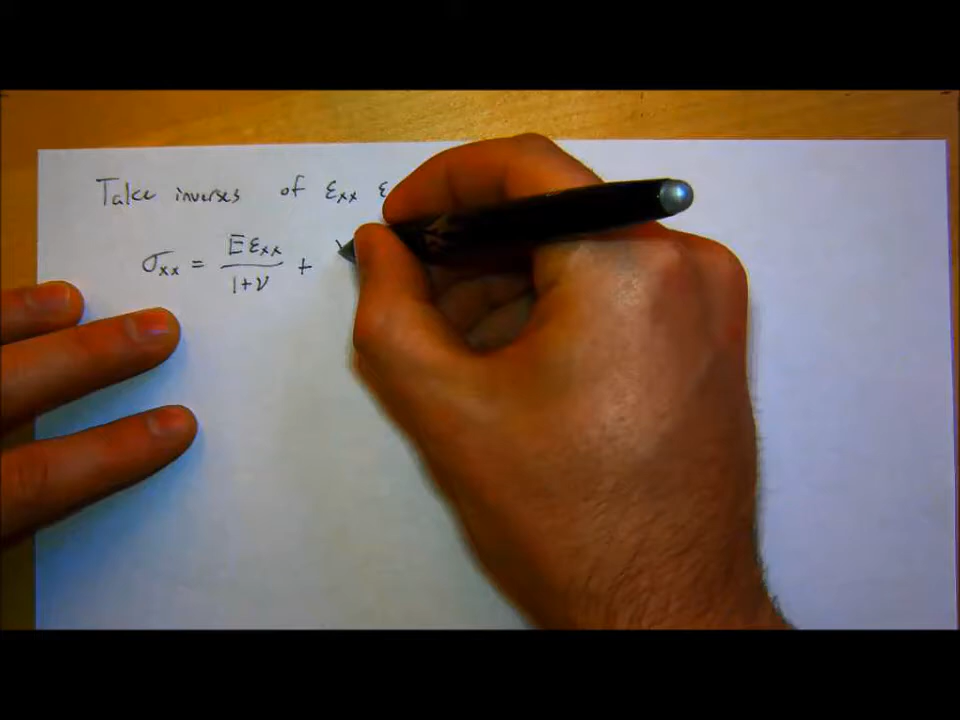 Take inverses of εxx ε
σxx = Eεxx / 1+ν +